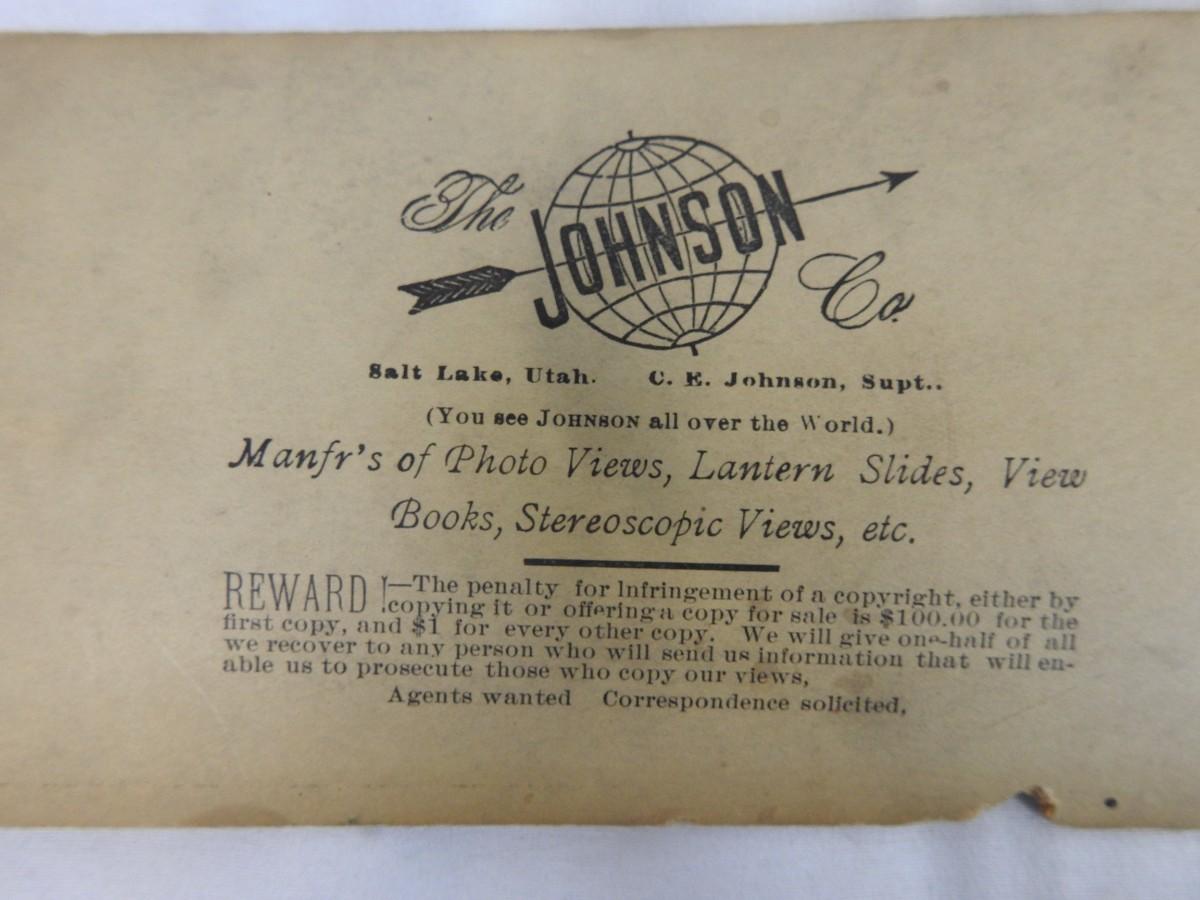 The JOHNSON Co.
Salt Lake, Utah. C. E. Johnson, Supt..
(You see JOHNSON all over the World.)
Manfr's of Photo Views, Lantern Slides, View
Books, Stereoscopic Views, etc.
REWARD !—The penalty for Infringement of a copyright, either by
copying it or offering a copy for sale is $100.00 for the
first copy, and $1 for every other copy. We will give one-half of all
we recover to any person who will send us information that will en-
able us to prosecute those who copy our views,
Agents wanted Correspondence solicited,